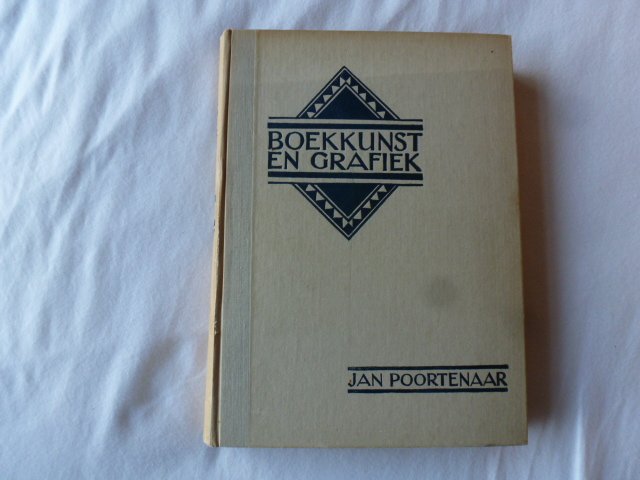 BOEKKUNST
EN GRAFIEK
JAN POORTENAAR